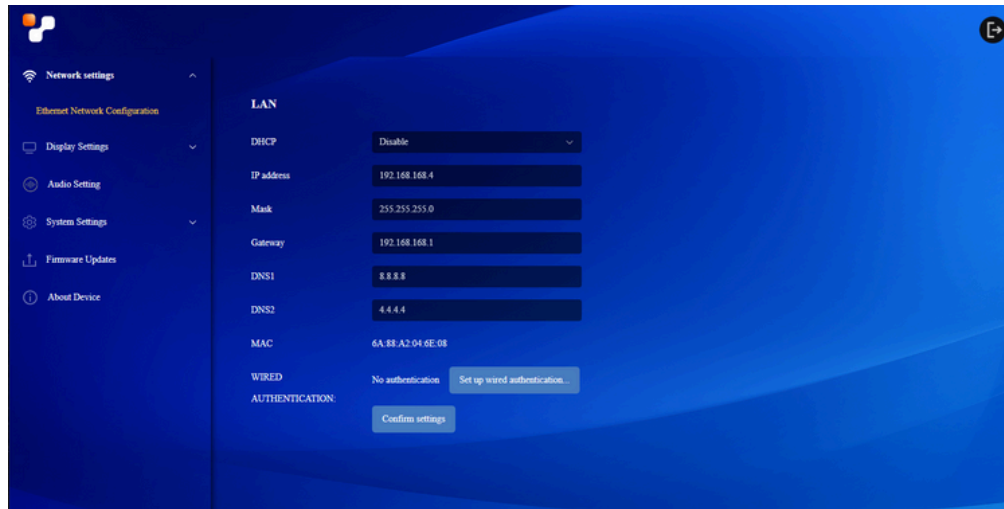 Network settings
Ethernet Network Configuration
Display Settings
Audio Setting
System Settings
Firmware Updates
About Device
LAN
DHCP Disable
IP address 192.168.168.4
Mask 255.255.255.0
Gateway 192.168.168.1
DNS1 8.8.8.8
DNS2 4.4.4.4
MAC 6A:88:A2:04:6E:08
WIRED AUTHENTICATION: No authentication Set up wired authentication...
Confirm settings